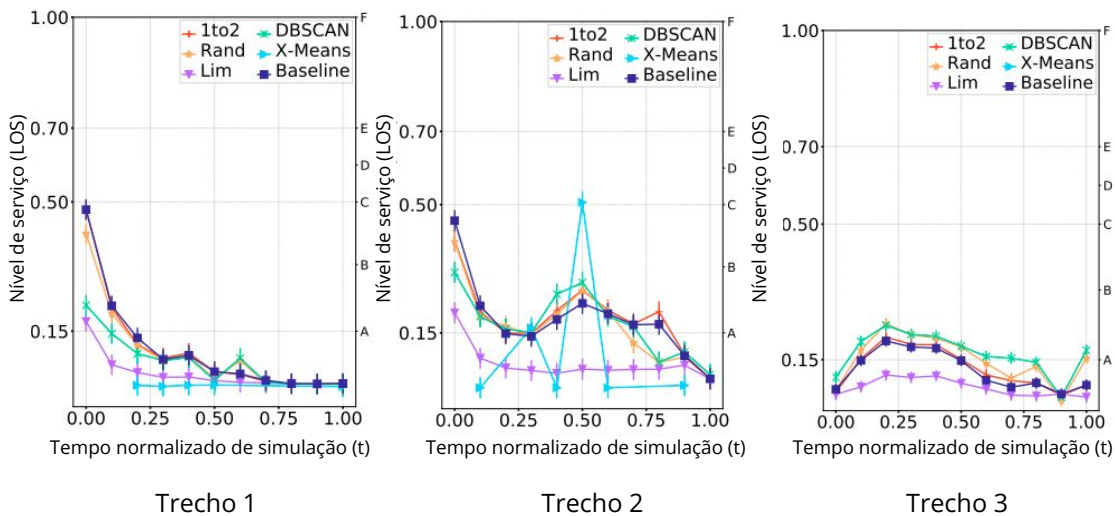 1.00
0.70
0.50
0.15
Nível de serviço (LOS)
1to2
Rand
Lim
DBSCAN
X-Means
Baseline
F
E
D
C
B
A
0.00 0.25 0.50 0.75 1.00
Tempo normalizado de simulação (t)
Trecho 1
1.00
0.70
0.50
0.15
Nível de serviço (LOS)
1to2
Rand
Lim
DBSCAN
X-Means
Baseline
F
E
D
C
B
A
0.00 0.25 0.50 0.75 1.00
Tempo normalizado de simulação (t)
Trecho 2
1.00
0.70
0.50
0.15
Nível de serviço (LOS)
1to2
Rand
Lim
DBSCAN
X-Means
Baseline
F
E
D
C
B
A
0.00 0.25 0.50 0.75 1.00
Tempo normalizado de simulação (t)
Trecho 3